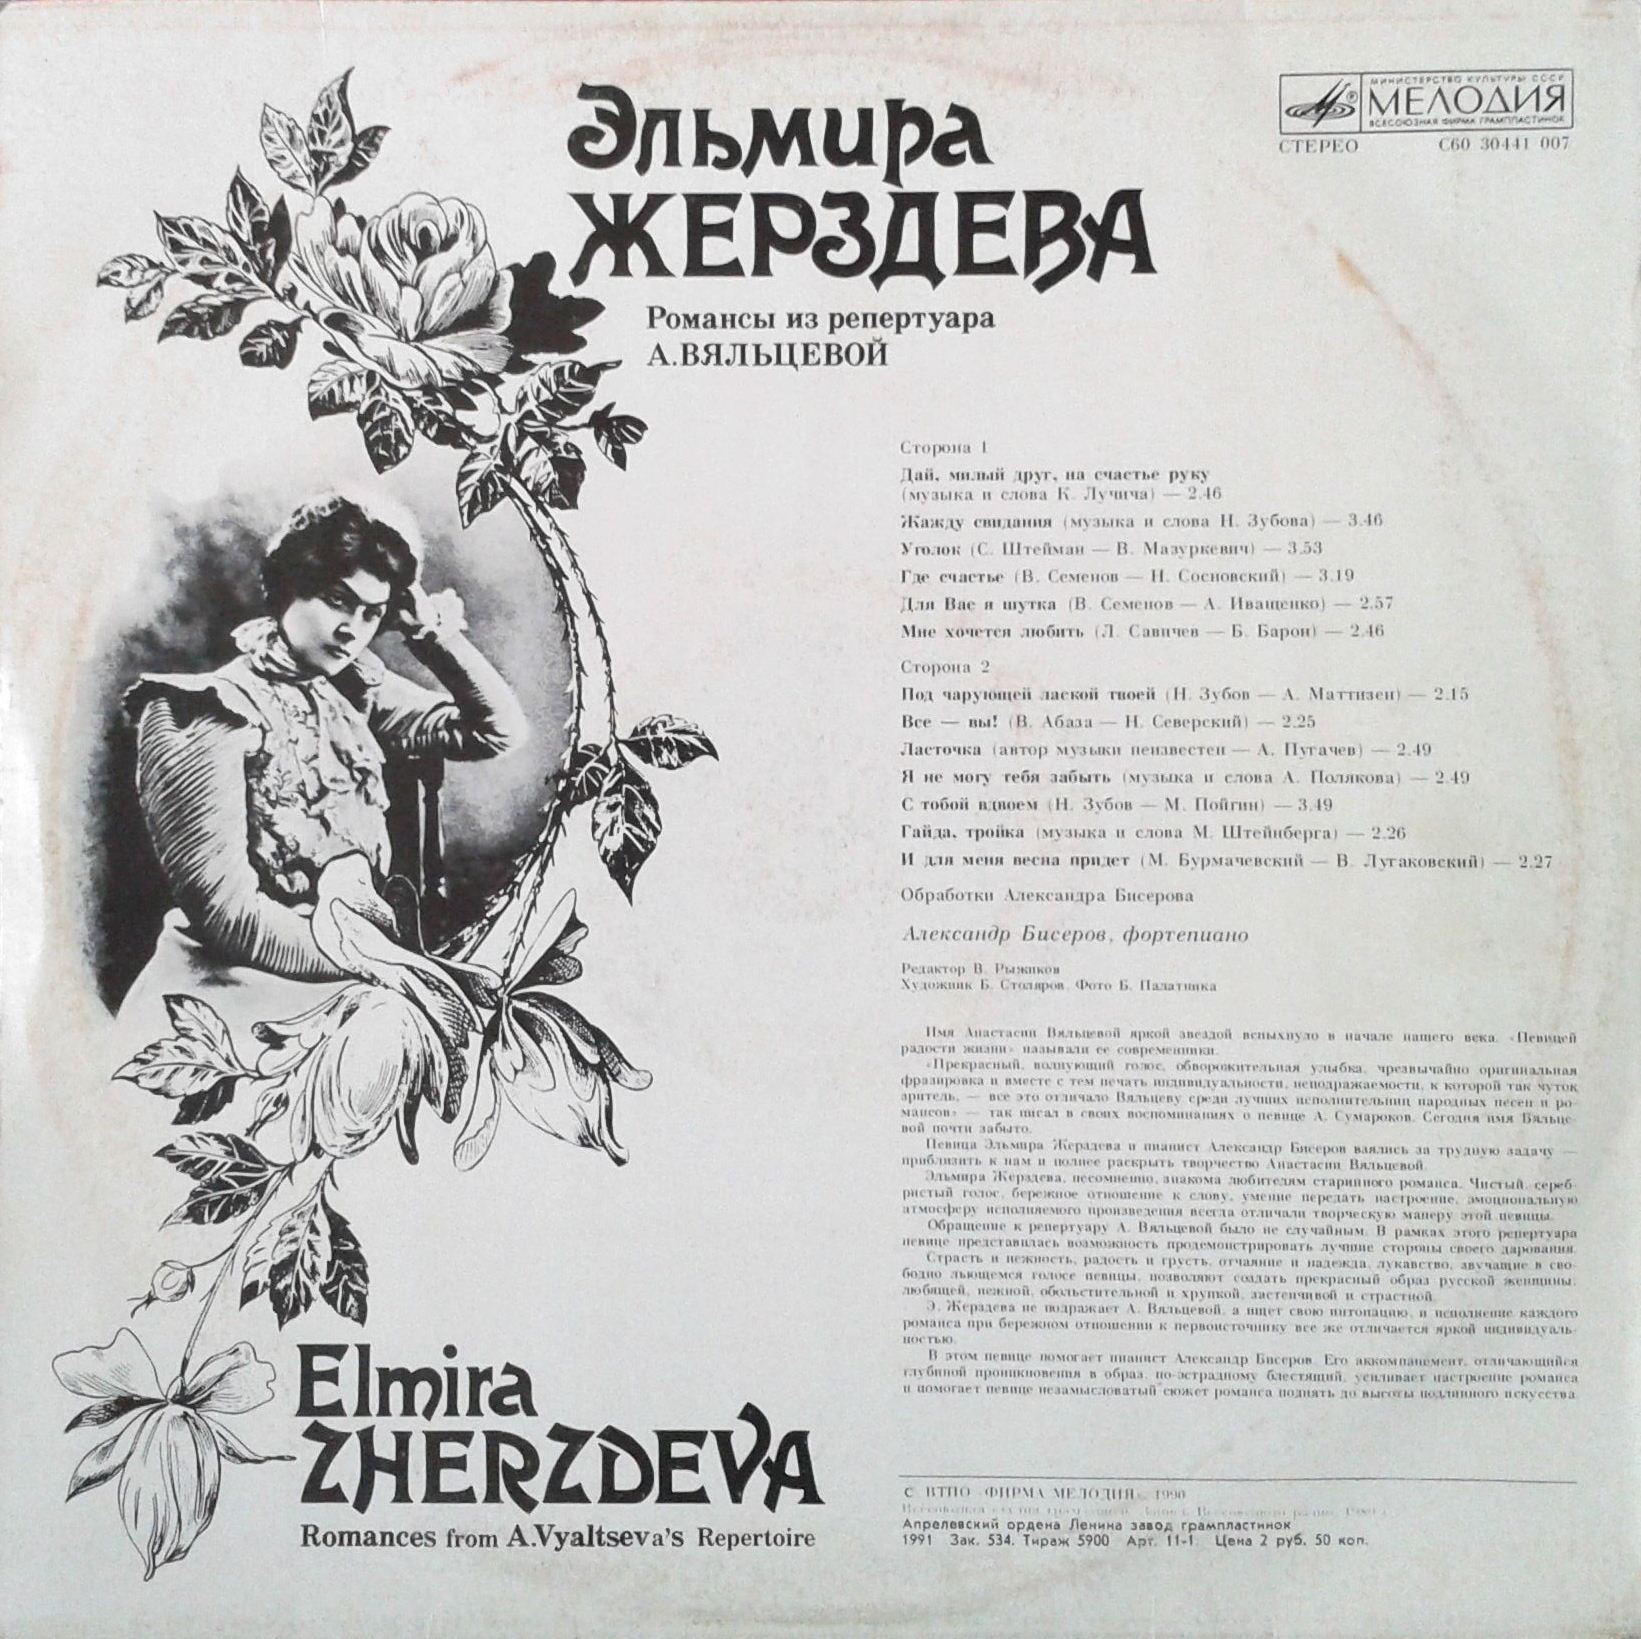 Эльмира
ЖЕРЗДЕВА
Романсы из репертуара
А.ВЯЛЬЦЕВОЙ
МИНИСТЕРСТВО КУЛЬТУРЫ СССР
МЕЛОДИЯ
ВСЕСОЮЗНАЯ ФИРМА ГРАМПЛАСТИНОК
СТЕРЕО С60 30441 007
Сторона 1
Дай, милый друг, на счастье руку
(музыка и слова К. Лучича) — 2.46
Жажду свидания (музыка и слова Н. Зубова) — 3.46
Уголок (С. Штейман — В. Мазуркевич) — 3.53
Где счастье (В. Семенов — Н. Сосновский) — 3.19
Для Вас я шутка (В. Семенов — А. Иващенко) — 2.57
Мне хочется любить (Л. Савичев — Б. Барон) — 2.46
Сторона 2
Под чарующей лаской твоей (Н. Зубов — А. Маттизен) — 2.15
Все — вы! (В. Абаза — Н. Северский) — 2.25
Ласточка (автор музыки неизвестен — А. Пугачев) — 2.49
Я не могу тебя забыть (музыка и слова А. Полякова) — 2.49
С тобой вдвоем (Н. Зубов — М. Пойгин) — 3.49
Гайда, тройка (музыка и слова М. Штейнберга) — 2.26
И для меня весна придет (М. Бурмачевский — В. Лугаковский) — 2.27
Обработки Александра Бисерова
Александр Бисеров, фортепиано
Редактор В. Рыжиков
Художник Б. Столяров. Фото Б. Палатника
Имя Анастасии Вяльцевой яркой звездой вспыхнуло в начале нашего века. «Певицей
радости жизни» называли ее современники.
«Прекрасный, волнующий голос, обворожительная улыбка, чрезвычайно оригинальная
фразировка и вместе с тем печать индивидуальности, неподражаемости, к которой так чуток
зритель, — все это отличало Вяльцеву среди лучших исполнительниц народных песен и ро-
мансов» — так писал в своих воспоминаниях о певице А. Сумароков. Сегодня имя Вяльце-
вой почти забыто.
Певица Эльмира Жерздева и пианист Александр Бисеров взялись за трудную задачу —
приблизить к нам и полнее раскрыть творчество Анастасии Вяльцевой.
Эльмира Жерздева, несомненно, знакома любителям старинного романса. Чистый, сереб-
ристый голос, бережное отношение к слову, умение передать настроение, эмоциональную
атмосферу исполняемого произведения всегда отличали творческую манеру этой певицы.
Обращение к репертуару А. Вяльцевой было не случайным. В рамках этого репертуара
певице представилась возможность продемонстрировать лучшие стороны своего дарования.
Страсть и нежность, радость и грусть, отчаяние и надежда, лукавство, звучащие в сво-
бодно льющемся голосе певицы, позволяют создать прекрасный образ русской женщины:
любящей, нежной, обольстительной и хрупкой, застенчивой и страстной.
Э. Жерздева не подражает А. Вяльцевой, а ищет свою интонацию, и исполнение каждого
романса при бережном отношении к первоисточнику все же отличается яркой индивидуаль-
ностью.
В этом певице помогает пианист Александр Бисеров. Его аккомпанемент, отличающийся
глубиной проникновения в образ, по-эстрадному блестящий, усиливает настроение романса
и помогает певице незамысловатый сюжет романса поднять до высоты подлинного искусства.
Elmira
ZHERZDEVA
Romances from A.Vyaltseva's Repertoire
С ВТПО «ФИРМА МЕЛОДИЯ», 1990
Апрелевский ордена Ленина завод грампластинок
1991 Зак. 534. Тираж 5900 Арт. 11-1 Цена 2 руб. 50 коп.